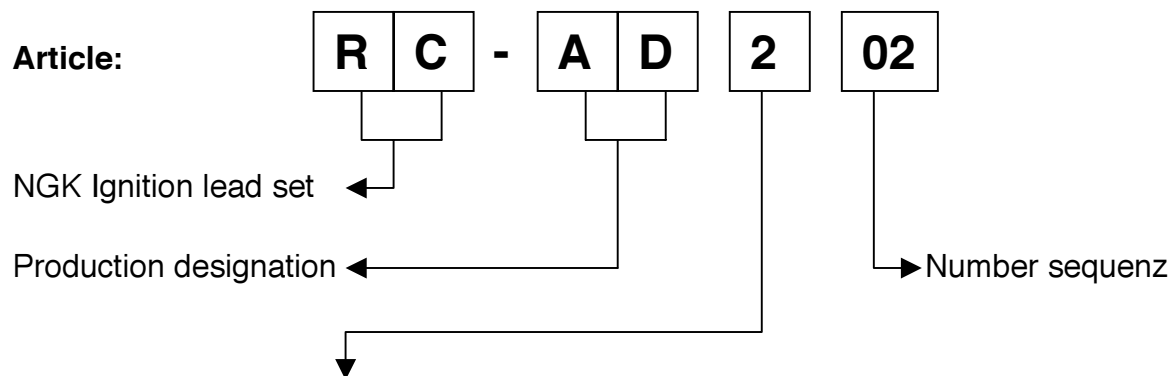 Article: R C - A D 2 02
NGK Ignition lead set
Production designation
Number sequenz